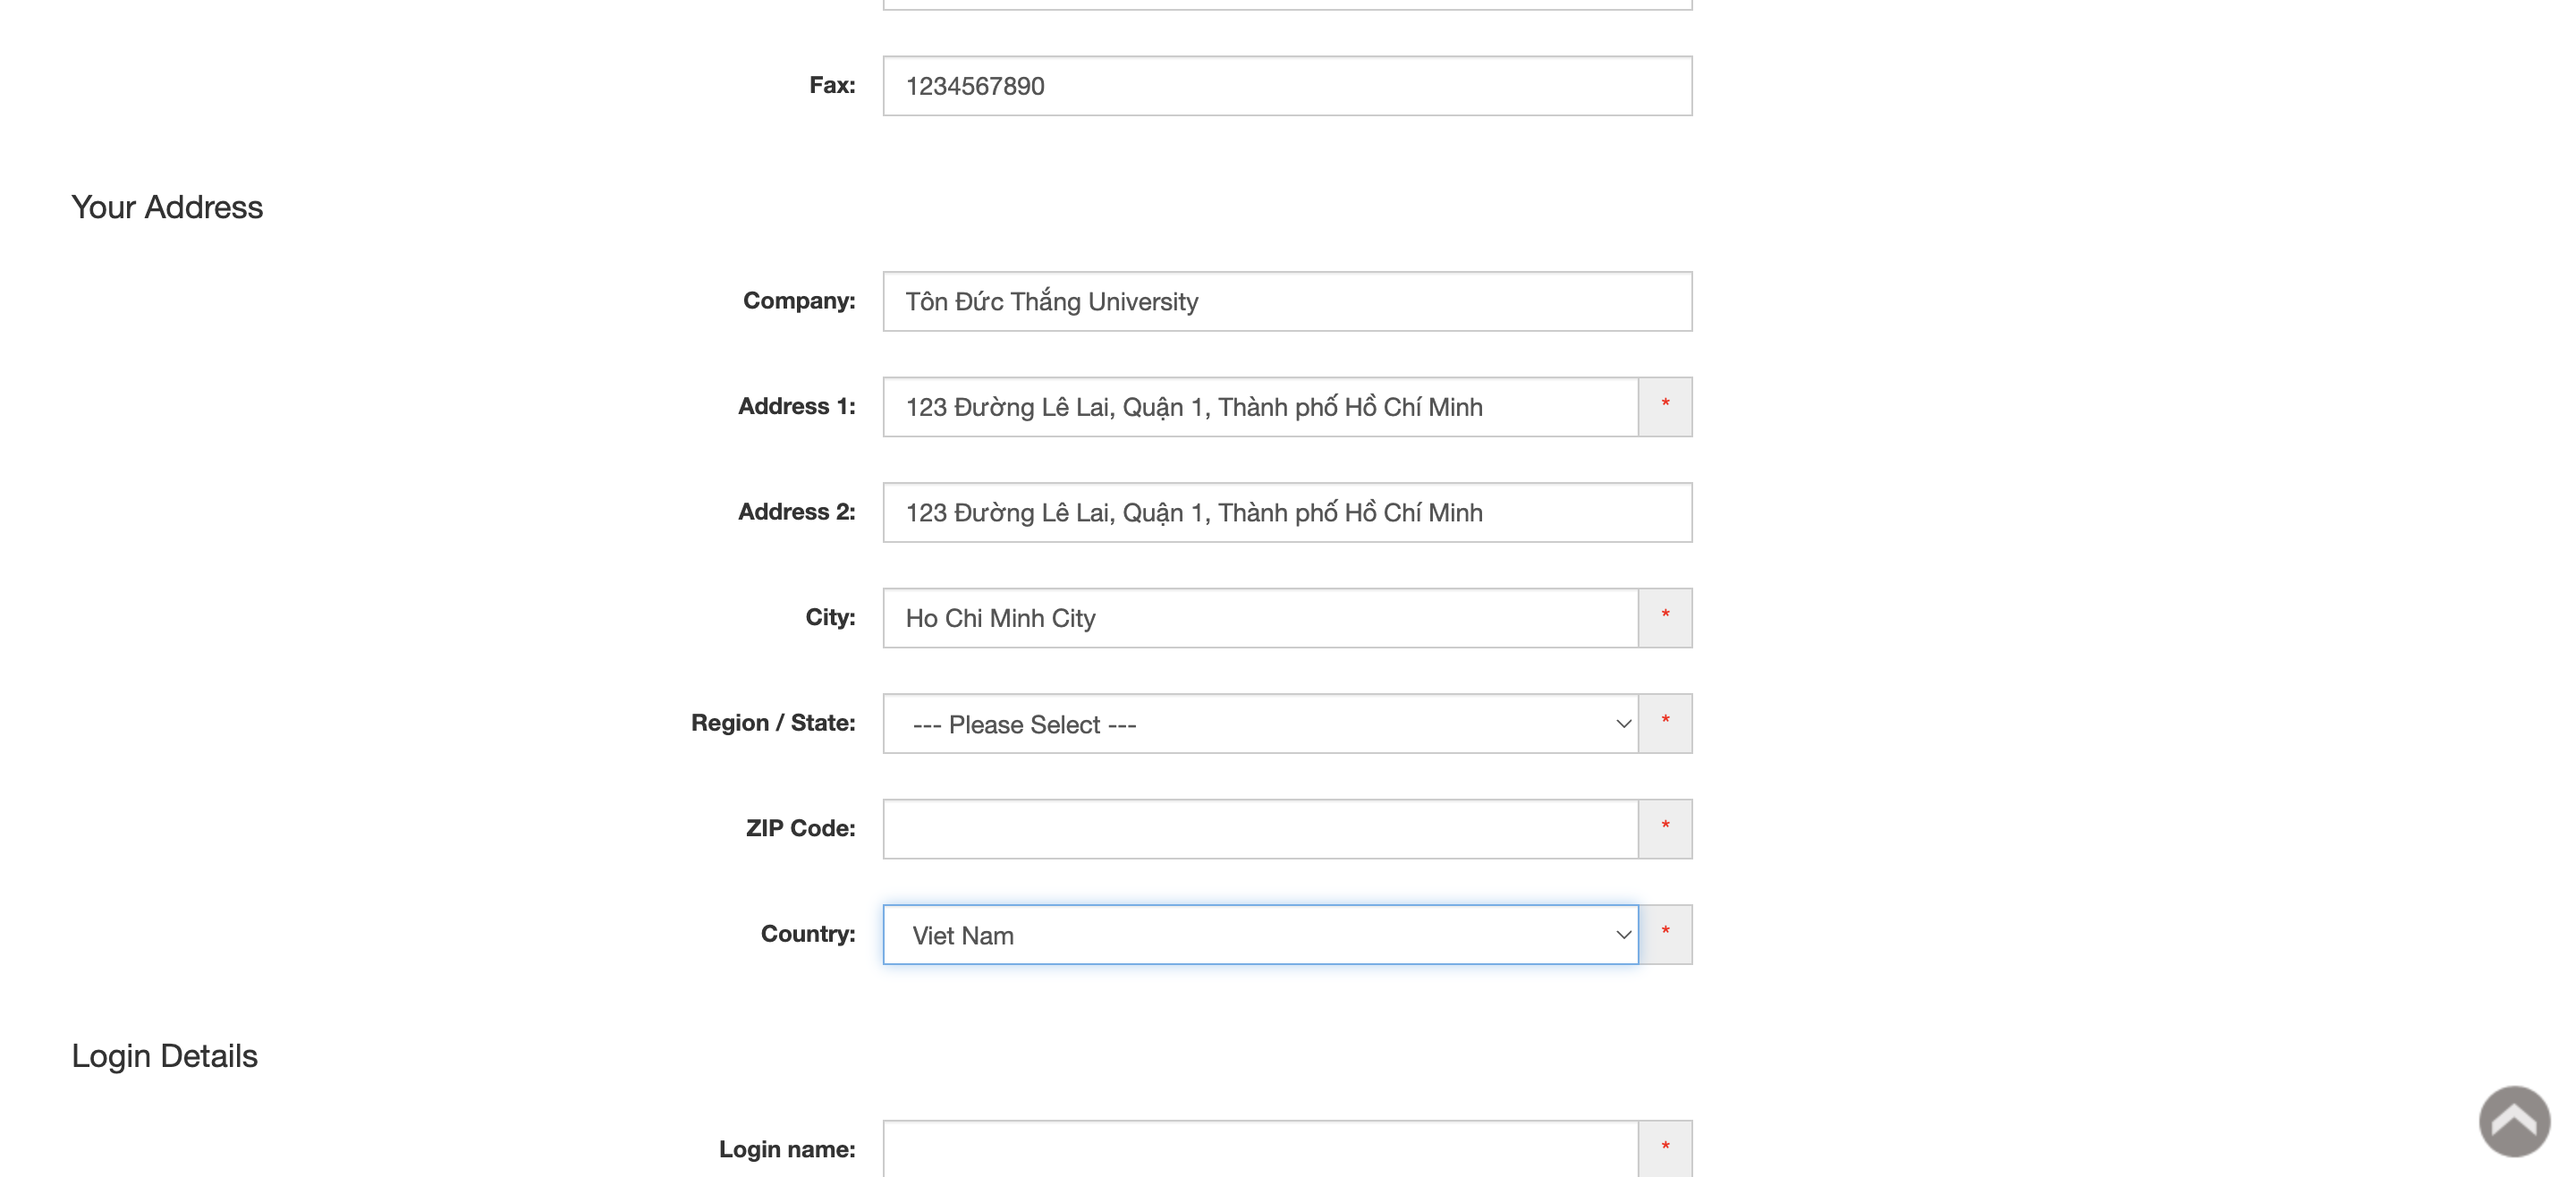 Fax: 1234567890
Your Address
Company: Tôn Đức Thắng University
Address 1: 123 Đường Lê Lai, Quận 1, Thành phố Hồ Chí Minh *
Address 2: 123 Đường Lê Lai, Quận 1, Thành phố Hồ Chí Minh
City: Ho Chi Minh City *
Region / State: --- Please Select --- *
ZIP Code: *
Country: Viet Nam *
Login Details
Login name: *